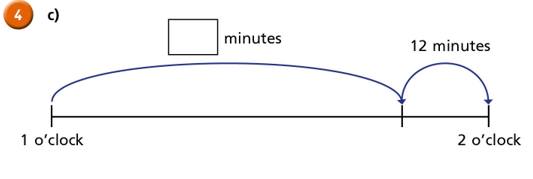 4 c)
minutes
12 minutes
1 o'clock 2 o'clock